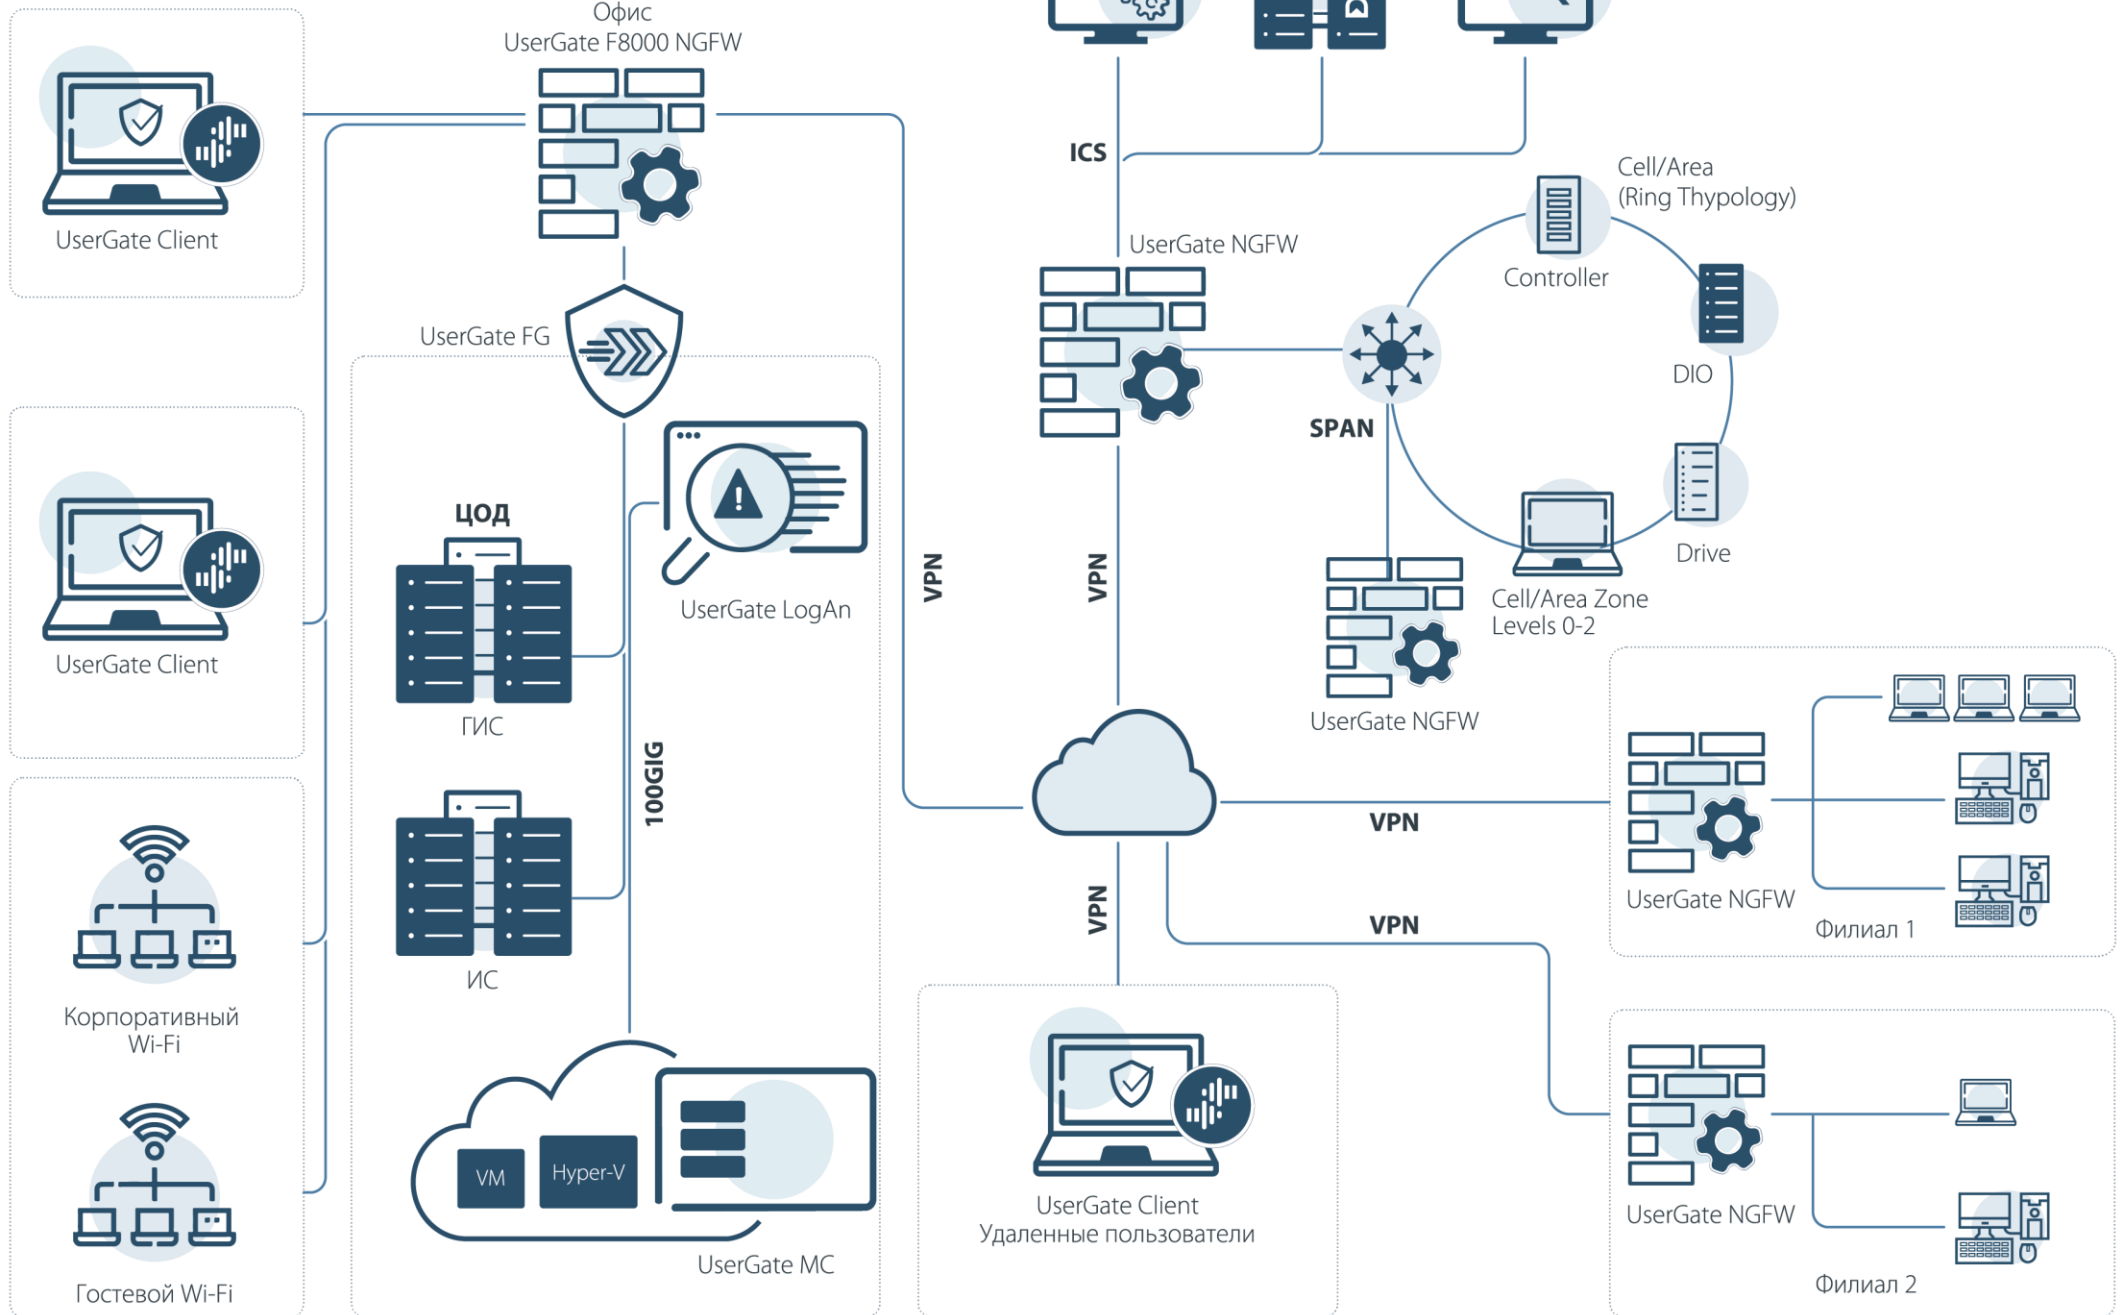 Офис
UserGate F8000 NGFW
UserGate Client
UserGate FG
UserGate Client
ЦОД
ГИС
ИС
UserGate LogAn
100GIG
VM
Hyper-V
UserGate MC
Корпоративный
Wi-Fi
Гостевой Wi-Fi
VPN
D
ICS
UserGate NGFW
Cell/Area
(Ring Thypology)
Controller
DIO
Drive
SPAN
Cell/Area Zone
Levels 0-2
UserGate NGFW
VPN
VPN
VPN
VPN
UserGate Client
Удаленные пользователи
UserGate NGFW
Филиал 1
UserGate NGFW
Филиал 2